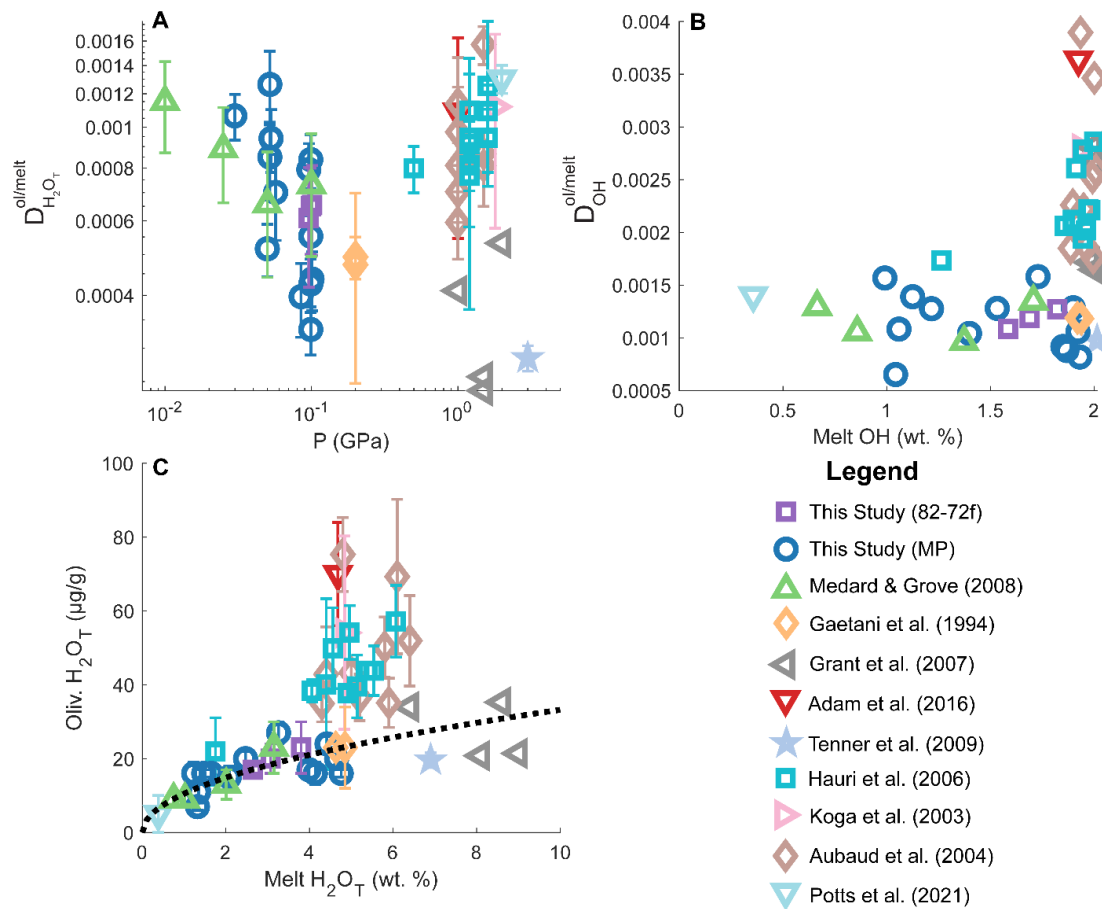 A
0.0016
0.0014
0.0012
0.001
0.0008
0.0006
0.0004
D^{ol/melt}_{H_2O_T}
10^{-2} 10^{-1} 10^0
P (GPa)
B
0.004
0.0035
0.003
0.0025
0.002
0.0015
0.001
0.0005
D^{ol/melt}_{OH}
0 0.5 1 1.5 2
Melt OH (wt. %)
C
100
80
60
40
20
0
Oliv. H_2O_T (µg/g)
0 2 4 6 8 10
Melt H_2O_T (wt. %)
Legend
This Study (82-72f)
This Study (MP)
Medard & Grove (2008)
Gaetani et al. (1994)
Grant et al. (2007)
Adam et al. (2016)
Tenner et al. (2009)
Hauri et al. (2006)
Koga et al. (2003)
Aubaud et al. (2004)
Potts et al. (2021)